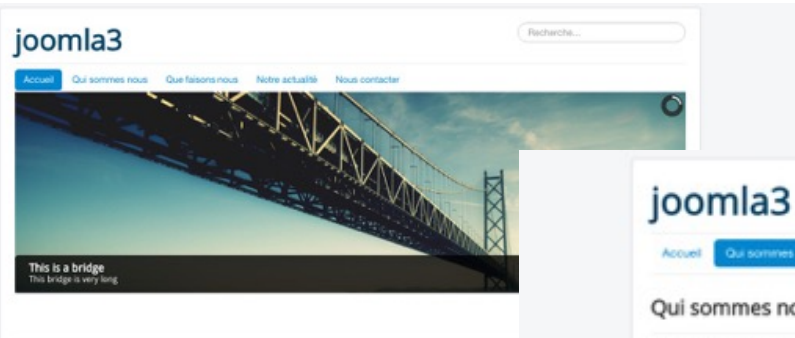 joomla3
Recherche...
Accueil Qui sommes nous Que faisons nous Notre actualité Nous contacter
This is a bridge
This bridge is very long
joomla3
Accueil Qui sommes
Qui sommes no